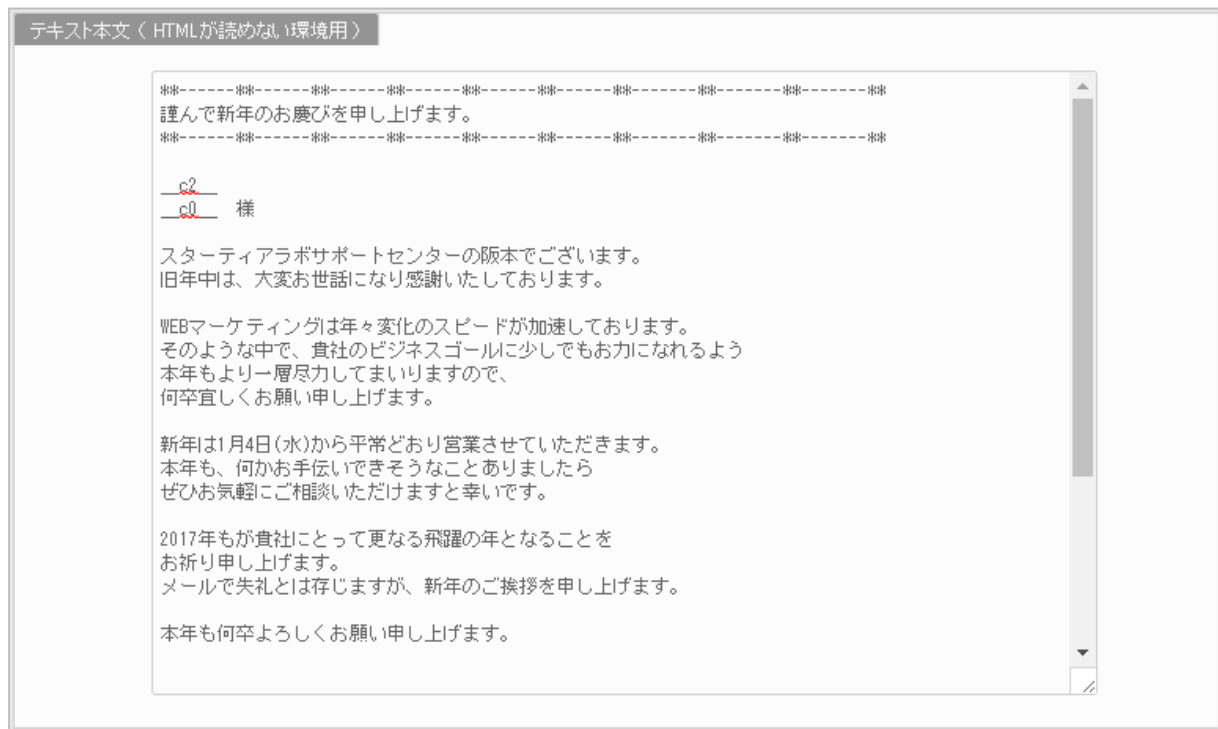 テキスト本文( HTMLが読めない環境用)
**------**------**------**------**------**------**-------**-------**-------**
謹んで新年のお慶びを申し上げます。
**------**------**------**------**------**------**-------**-------**-------**
__c2__
__c0__ 様
スターティアラボサポートセンターの阪本でございます。
旧年中は、大変お世話になり感謝いたしております。
WEBマーケティングは年々変化のスピードが加速しております。
そのような中で、貴社のビジネスゴールに少しでもお力になれるよう
本年もより一層尽力してまいりますので、
何卒宜しくお願い申し上げます。
新年は1月4日(水)から平常どおり営業させていただきます。
本年も、何かお手伝いできそうなことありましたら
ぜひお気軽にご相談いただけますと幸いです。
2017年もが貴社にとって更なる飛躍の年となることを
お祈り申し上げます。
メールで失礼とは存じますが、新年のご挨拶を申し上げます。
本年も何卒よろしくお願い申し上げます。